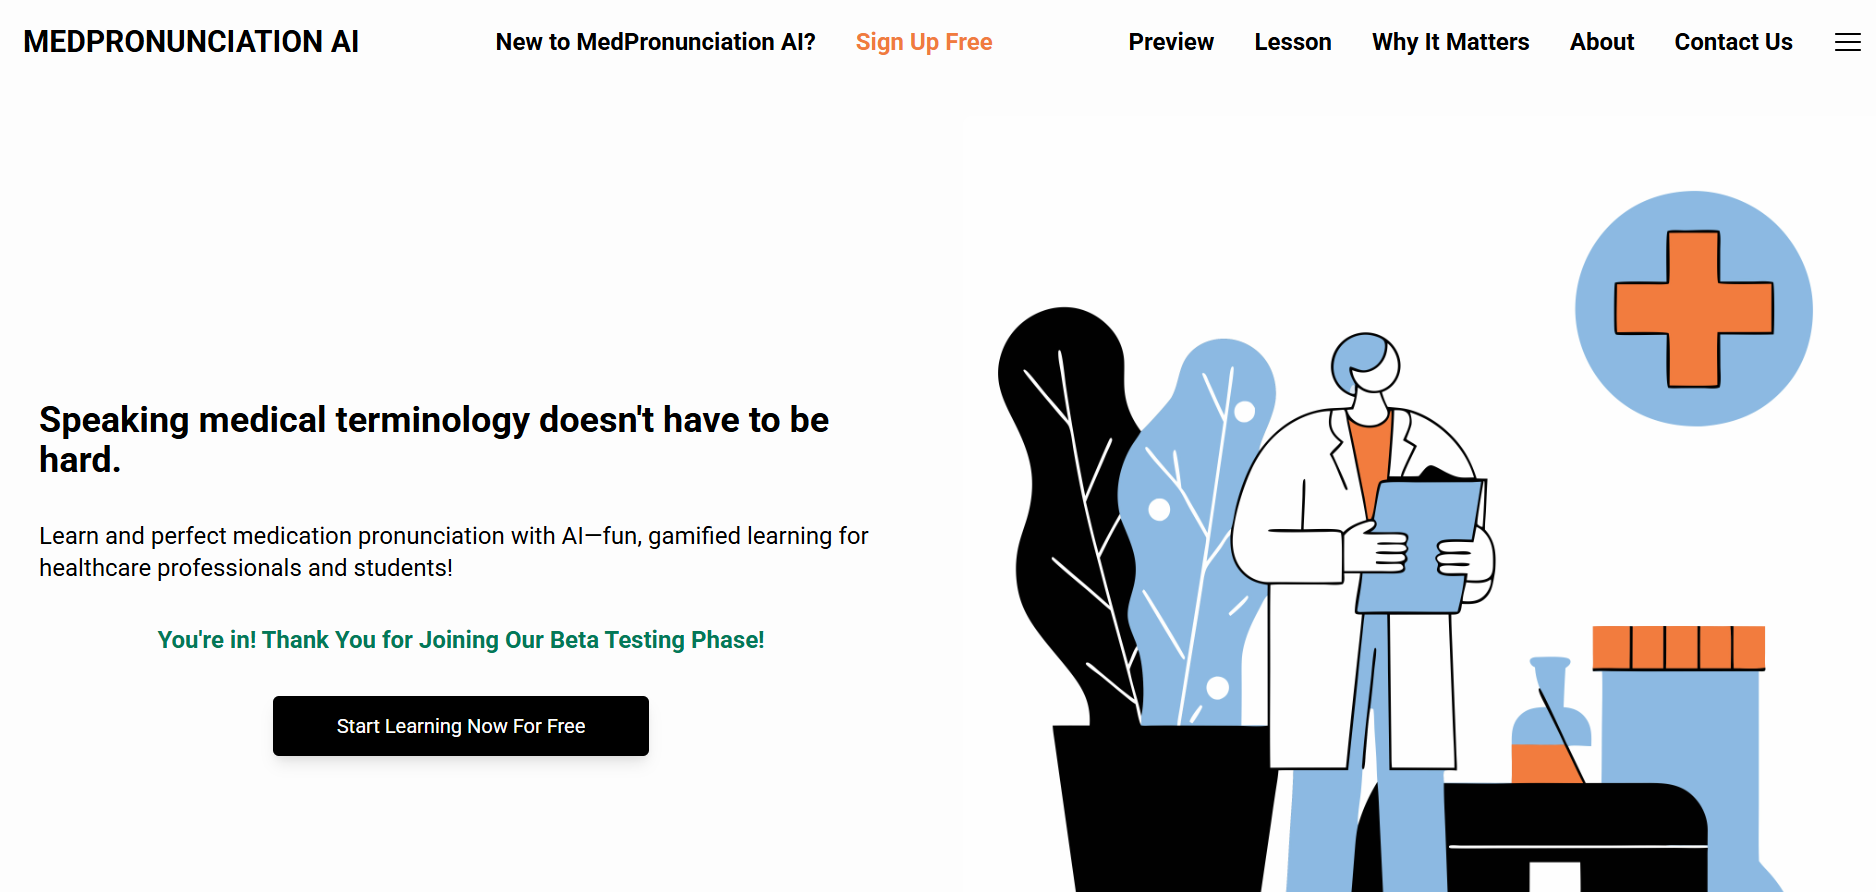 MEDPRONUNCIATION AI
New to MedPronunciation AI? Sign Up Free
Preview Lesson Why It Matters About Contact Us
Speaking medical terminology doesn't have to be
hard.
Learn and perfect medication pronunciation with AI—fun, gamified learning for
healthcare professionals and students!
You're in! Thank You for Joining Our Beta Testing Phase!
Start Learning Now For Free